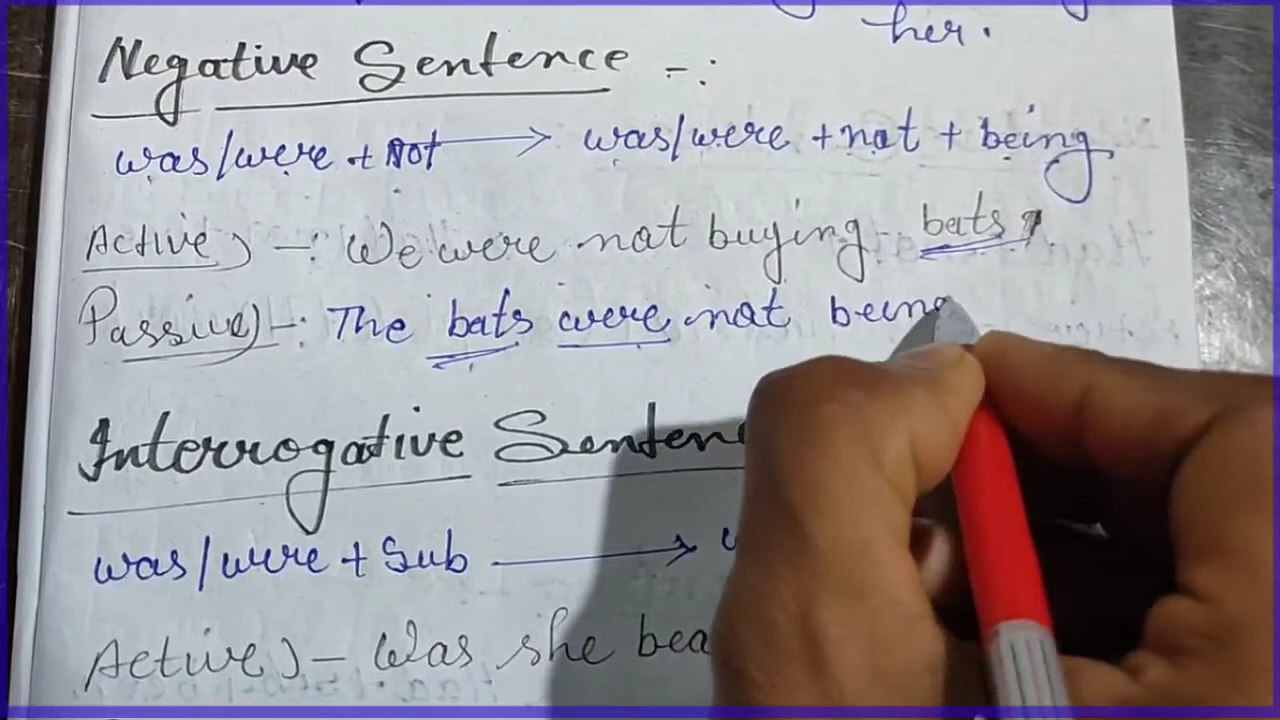 her.
Negative Sentence -:
was/were + Not → was/were + not + being
Active) -: We were not buying bats,
Passive) -: The bats were not being
Interrogative Sentenc
was/were + Sub →
Active) - Was she bea